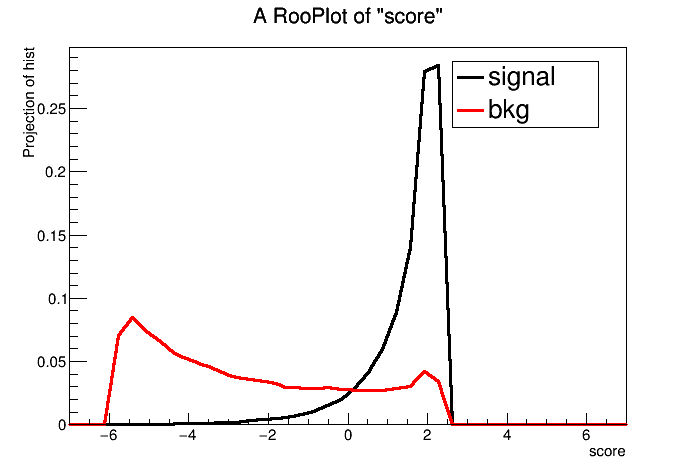 A RooPlot of "score"
Projection of hist
signal
bkg
0.25
0.2
0.15
0.1
0.05
0
−6 −4 −2 0 2 4 6
score